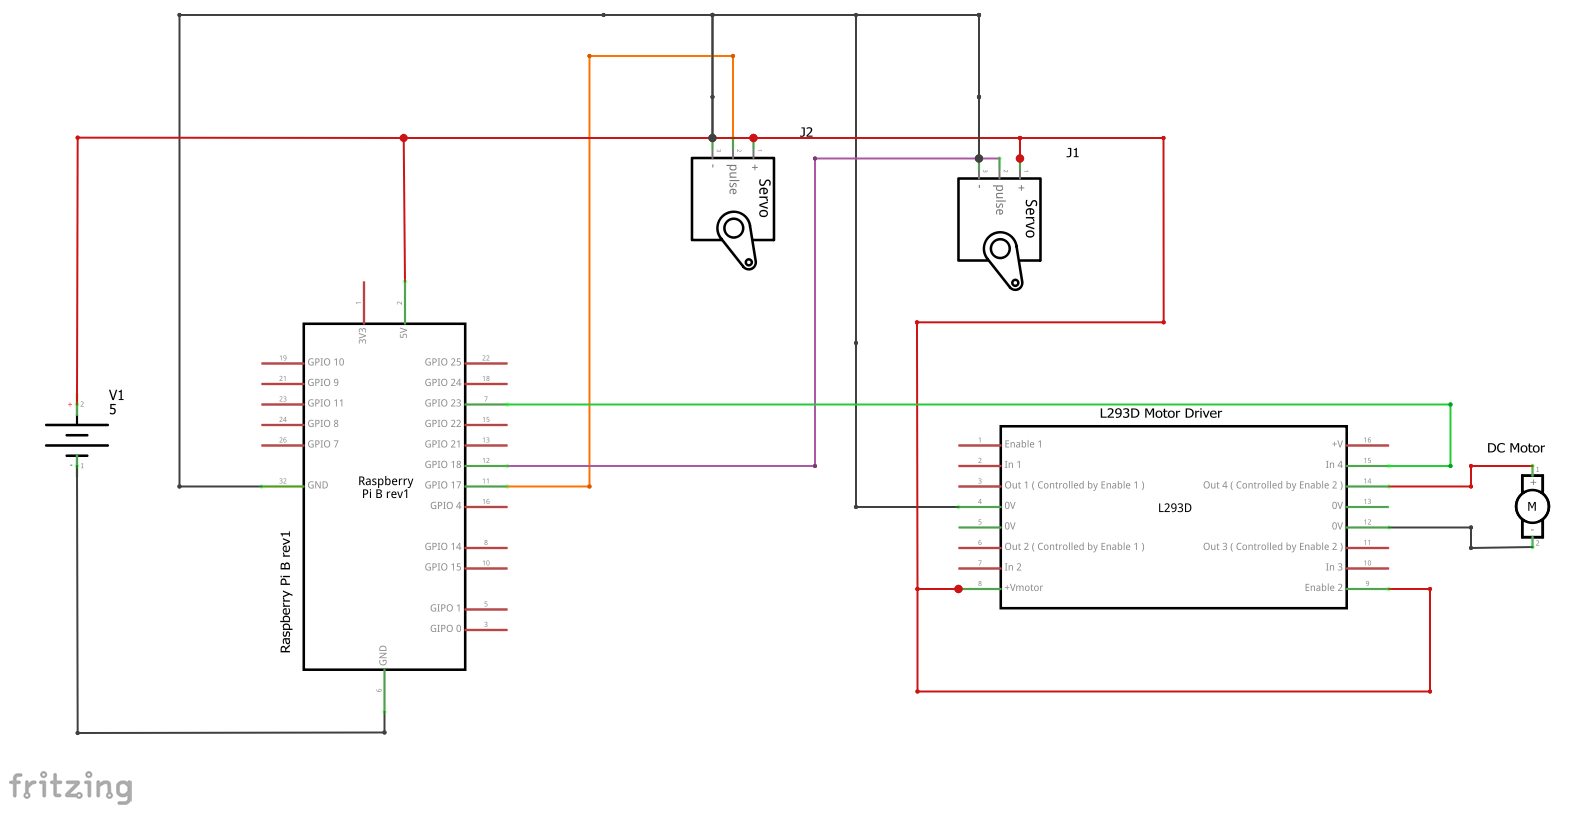 J2
J1
3
2
1
-
pulse
+
Servo
3
2
1
-
pulse
+
Servo
1
2
3V3
5V
19
GPIO 10
GPIO 25
22
21
GPIO 9
GPIO 24
18
23
GPIO 11
GPIO 23
7
24
GPIO 8
GPIO 22
15
26
GPIO 7
GPIO 21
13
GPIO 18
12
32
GND
GPIO 17
11
GPIO 4
16
GPIO 14
8
GPIO 15
10
GIPO 1
5
GIPO 0
3
GND
6
Raspberry
Pi B rev1
Raspberry Pi B rev1
V1
5
+
2
-
1
L293D Motor Driver
1
Enable 1
+V
16
2
In 1
In 4
15
3
Out 1 ( Controlled by Enable 1 )
Out 4 ( Controlled by Enable 2 )
14
4
0V
0V
13
L293D
5
0V
0V
12
6
Out 2 ( Controlled by Enable 1 )
Out 3 ( Controlled by Enable 2 )
11
7
In 2
In 3
10
8
+Vmotor
Enable 2
9
DC Motor
1
+
M
-
2
fritzing